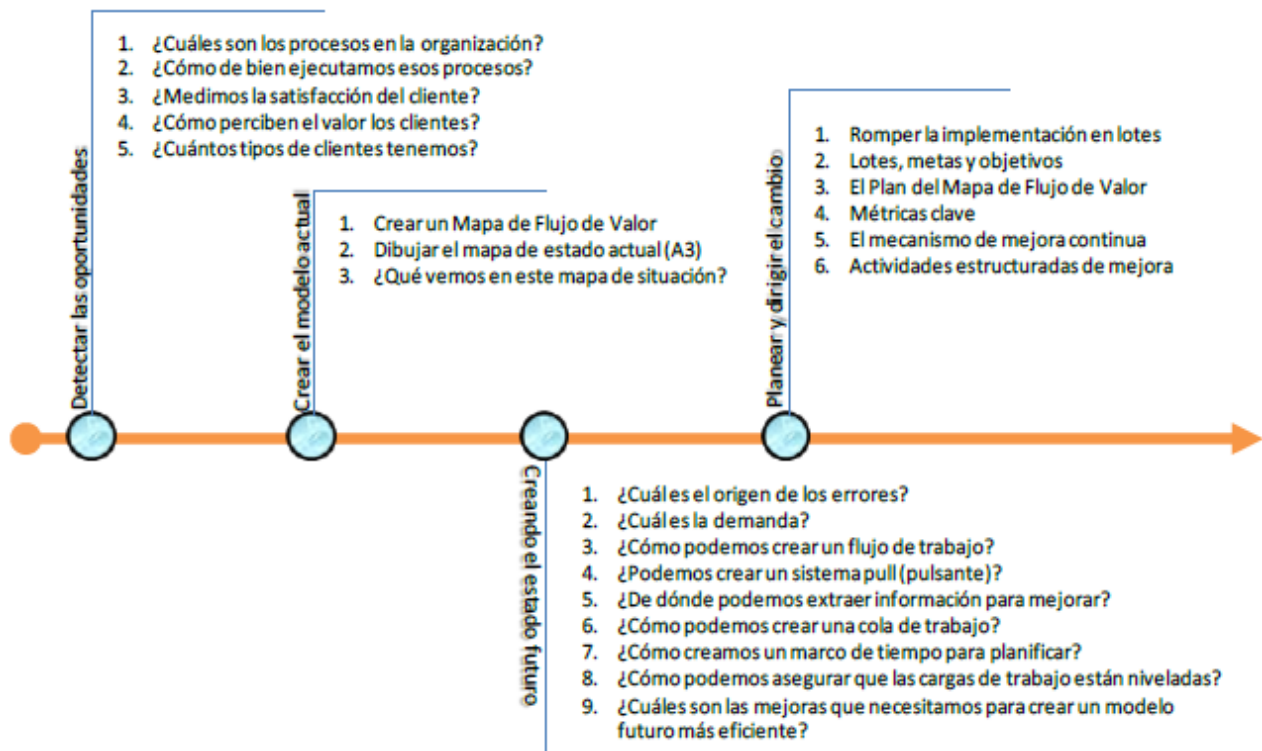 Detectar las oportunidades
1. ¿Cuáles son los procesos en la organización?
2. ¿Cómo de bien ejecutamos esos procesos?
3. ¿Medimos la satisfacción del cliente?
4. ¿Cómo perciben el valor los clientes?
5. ¿Cuántos tipos de clientes tenemos?
Crear el modelo actual
1. Crear un Mapa de Flujo de Valor
2. Dibujar el mapa de estado actual (A3)
3. ¿Qué vemos en este mapa de situación?
Creando el estado futuro
1. ¿Cuál es el origen de los errores?
2. ¿Cuál es la demanda?
3. ¿Cómo podemos crear un flujo de trabajo?
4. ¿Podemos crear un sistema pull (pulsante)?
5. ¿De dónde podemos extraer información para mejorar?
6. ¿Cómo podemos crear una cola de trabajo?
7. ¿Cómo creamos un marco de tiempo para planificar?
8. ¿Cómo podemos asegurar que las cargas de trabajo están niveladas?
9. ¿Cuáles son las mejoras que necesitamos para crear un modelo
futuro más eficiente?
Planear y dirigir el cambio
1. Romper la implementación en lotes
2. Lotes, metas y objetivos
3. El Plan del Mapa de Flujo de Valor
4. Métricas clave
5. El mecanismo de mejora continua
6. Actividades estructuradas de mejora